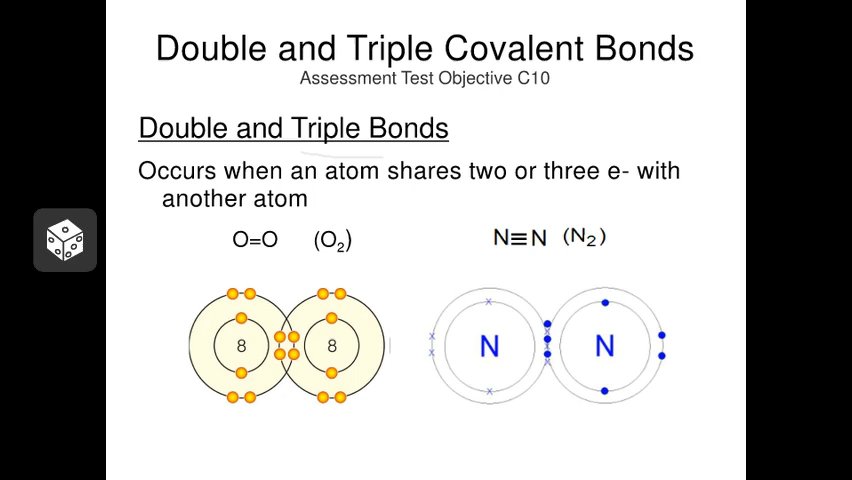 Double and Triple Covalent Bonds
Assessment Test Objective C10
Double and Triple Bonds
Occurs when an atom shares two or three e- with
another atom
O=O (O₂)
N≡N (N₂)
8 8
N N